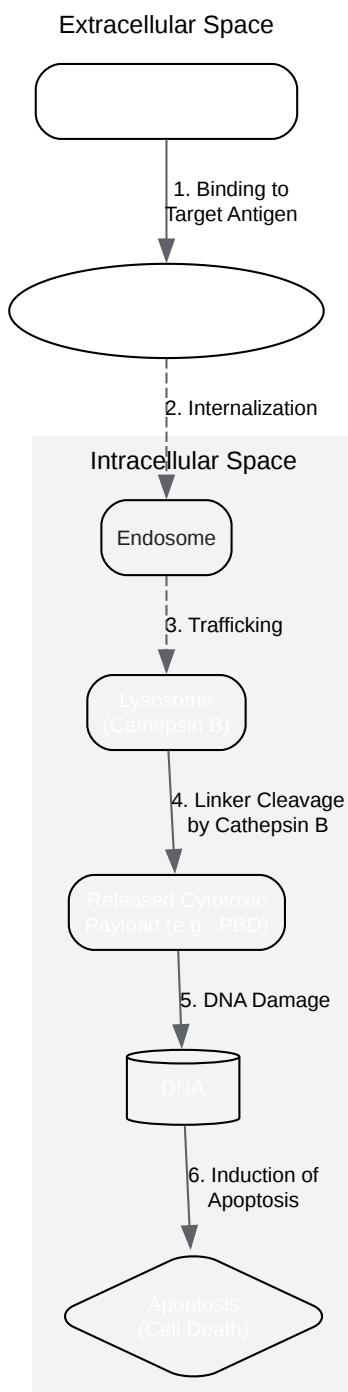 Extracellular Space
1. Binding to
Target Antigen
2. Internalization
Intracellular Space
Endosome
3. Trafficking
Lysosome
(Cathepsin B)
4. Linker Cleavage
by Cathepsin B
Released Cytotoxic
Payload (e.g., PBD)
5. DNA Damage
DNA
6. Induction of
Apoptosis
Apoptosis
(Cell Death)